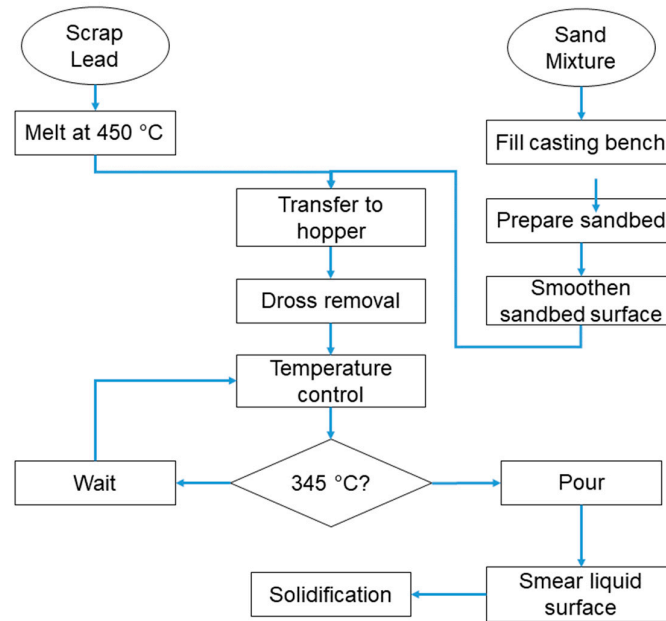 Scrap
Lead
Sand
Mixture
Melt at 450 °C
Fill casting bench
Transfer to
hopper
Prepare sandbed
Dross removal
Smoothen
sandbed surface
Temperature
control
Wait
345 °C?
Pour
Solidification
Smear liquid
surface